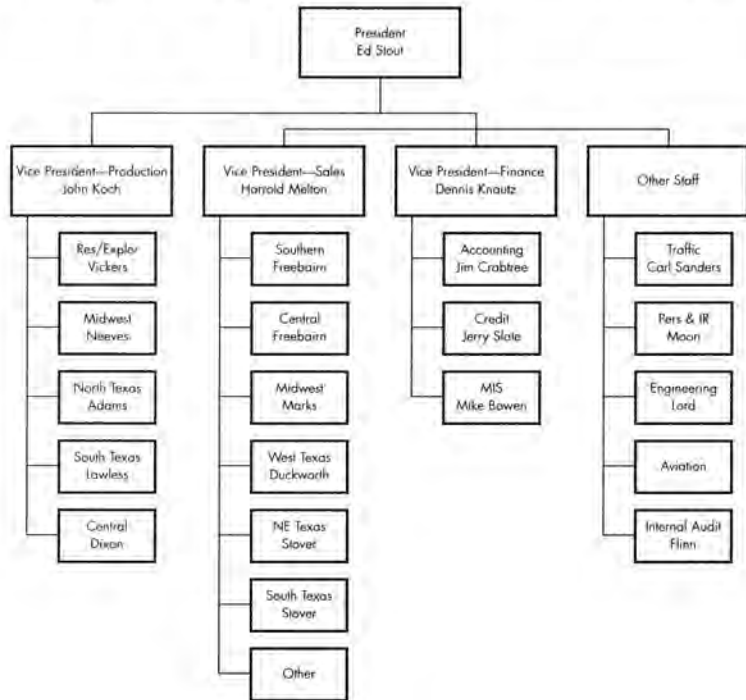 President
Ed Stout
Vice President—Production
John Koch
Vice President—Sales
Harrold Melton
Vice President—Finance
Dennis Knautz
Other Staff
Res/Explor
Vickers
Midwest
Neeves
North Texas
Adams
South Texas
Lawless
Central
Dixon
Southern
Freebairn
Central
Freebairn
Midwest
Marks
West Texas
Duckworth
NE Texas
Stover
South Texas
Stover
Other
Accounting
Jim Crabtree
Credit
Jerry Slate
MIS
Mike Bowen
Traffic
Carl Sanders
Pers & IR
Moon
Engineering
Lord
Aviation
Internal Audit
Flinn